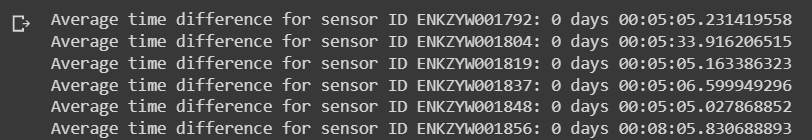 Average time difference for sensor ID ENKZYW001792: 0 days 00:05:05.231419558
Average time difference for sensor ID ENKZYW001804: 0 days 00:05:33.916206515
Average time difference for sensor ID ENKZYW001819: 0 days 00:05:05.163386323
Average time difference for sensor ID ENKZYW001837: 0 days 00:05:06.599949296
Average time difference for sensor ID ENKZYW001848: 0 days 00:05:05.027868852
Average time difference for sensor ID ENKZYW001856: 0 days 00:08:05.830688893